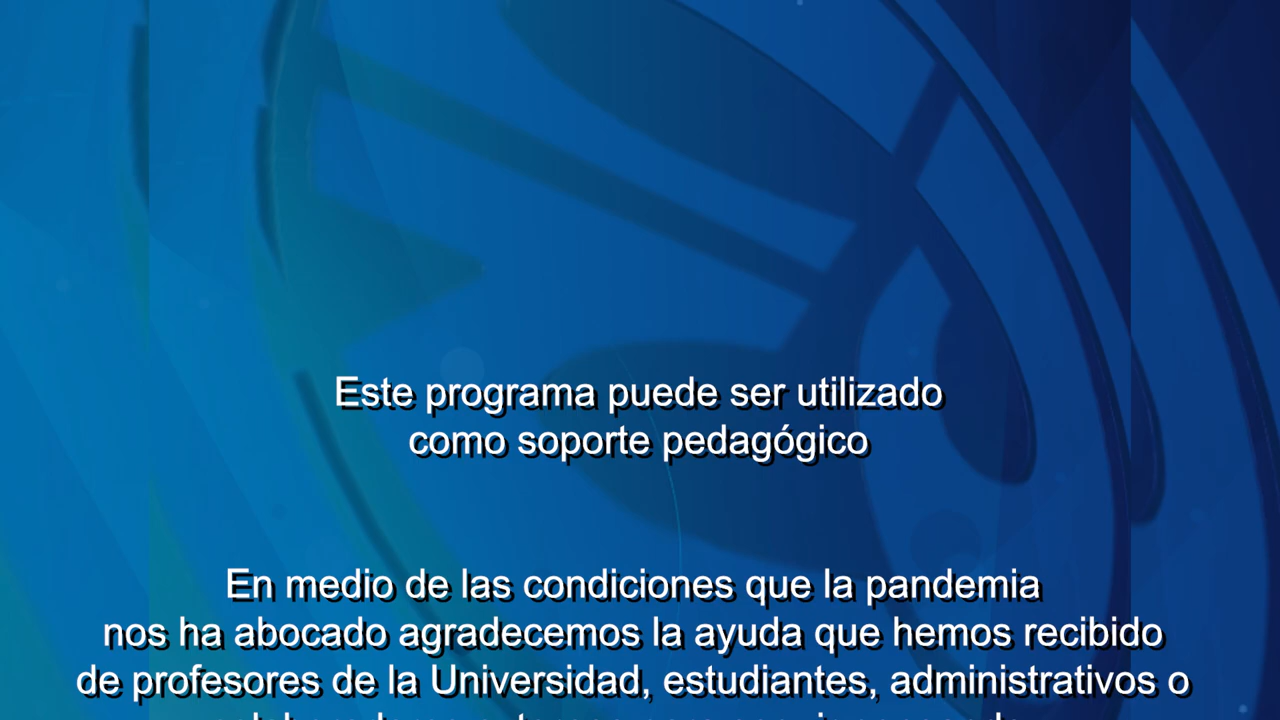 Este programa puede ser utilizado
como soporte pedagógico
En medio de las condiciones que la pandemia
nos ha abocado agradecemos la ayuda que hemos recibido
de profesores de la Universidad, estudiantes, administrativos o